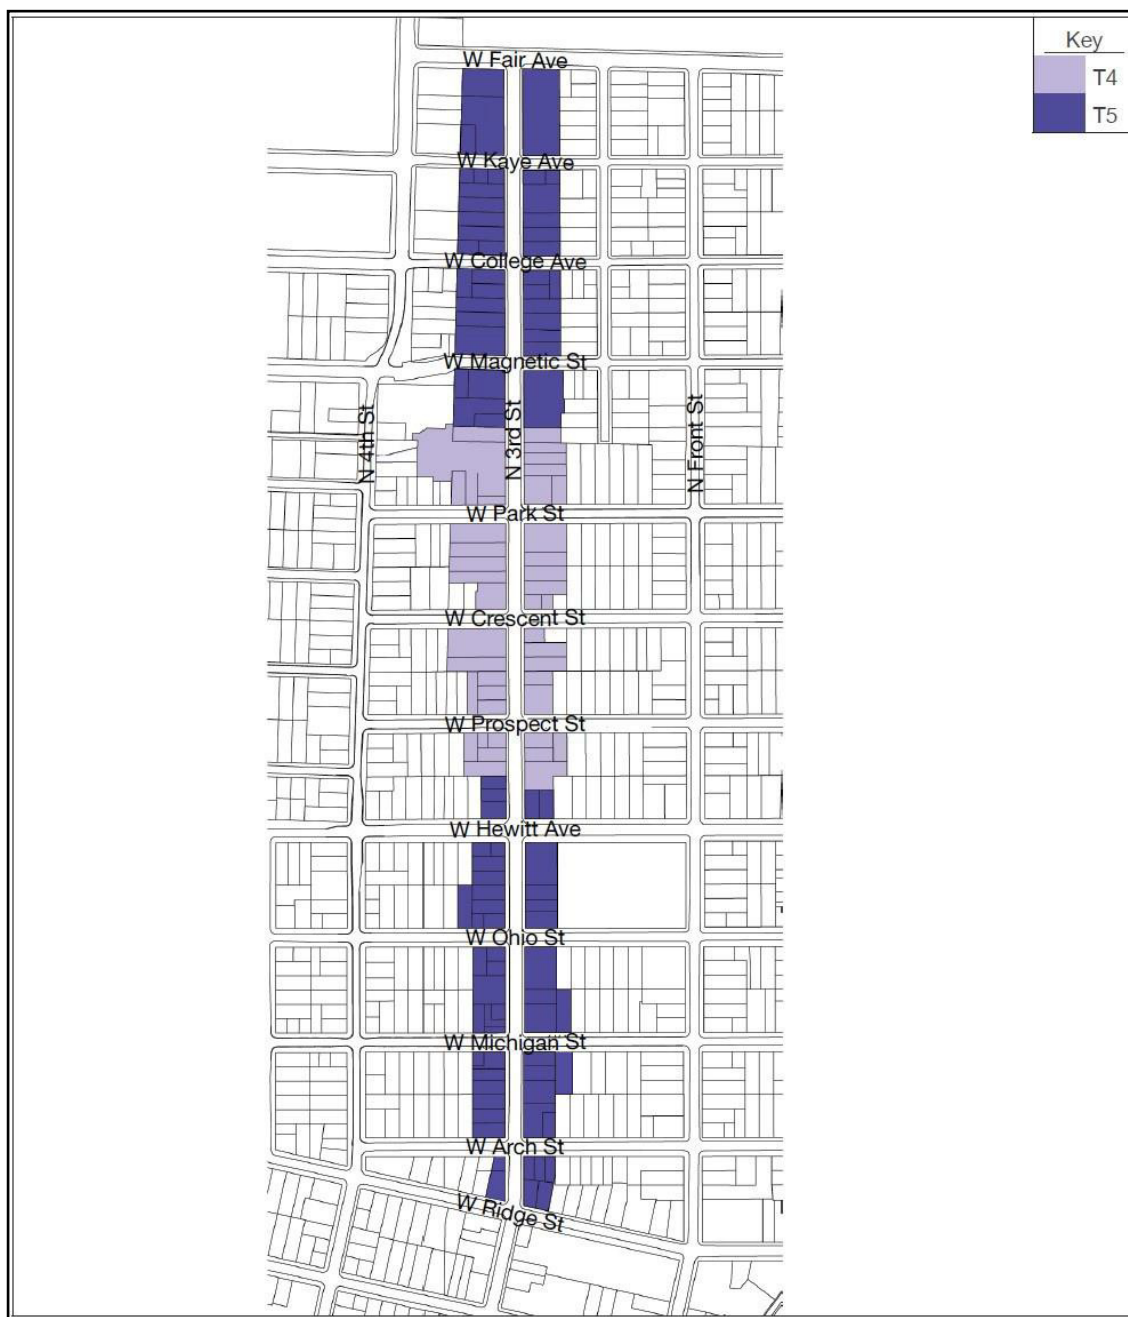 Key
T4
T5
W Fair Ave
W Kaye Ave
W College Ave
W Magnetic St
N 4th St
N 3rd St
N Front St
W Park St
W Crescent St
W Prospect St
W Hewitt Ave
W Ohio St
W Michigan St
W Arch St
W Ridge St